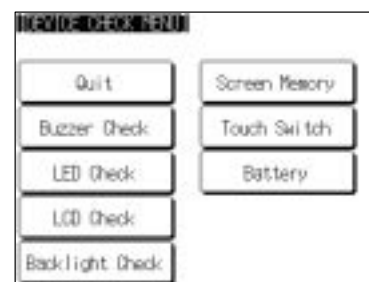 [DEVICE CHECK MENU]
Quit
Screen Memory
Buzzer Check
Touch Switch
LED Check
Battery
LCD Check
Backlight Check